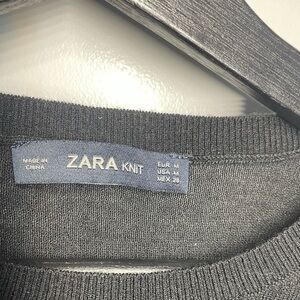 MADE IN
CHINA
ZARA KNIT
EUR M
USA M
MEX 28